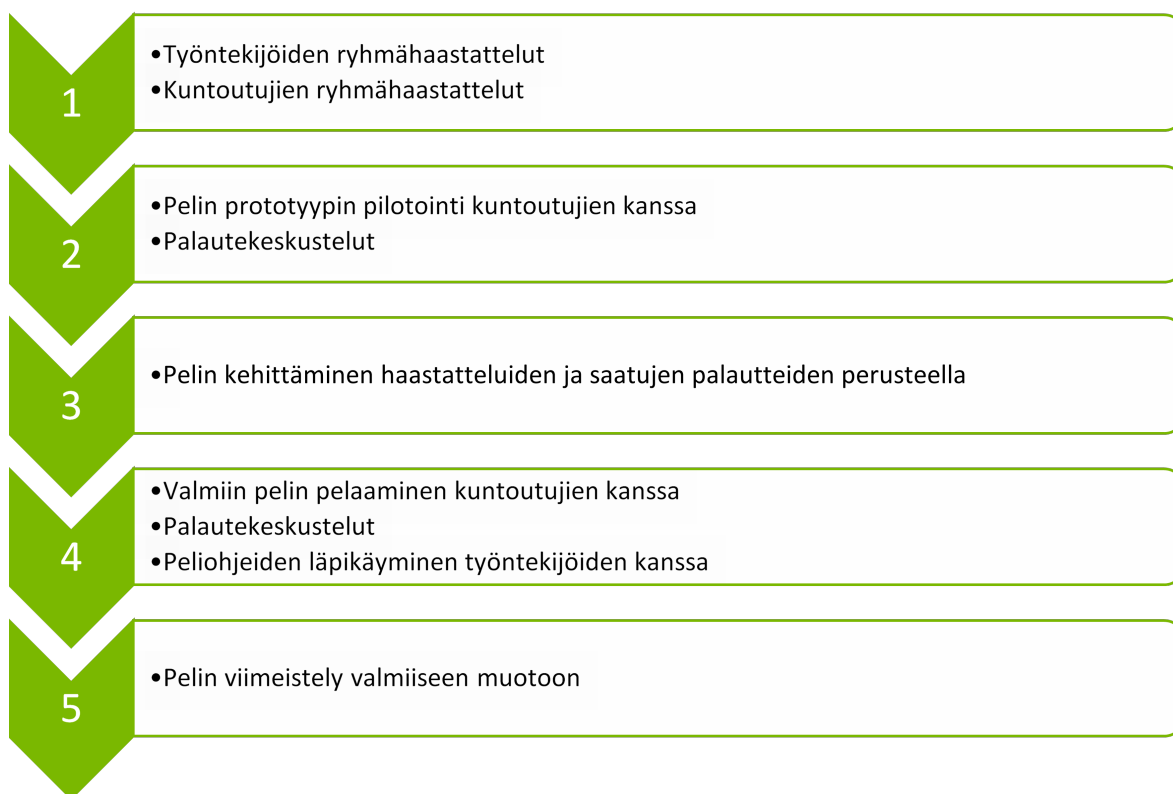 1
•Työntekijöiden ryhmähaastattelut
•Kuntoutujien ryhmähaastattelut
2
•Pelin prototyypin pilotointi kuntoutujien kanssa
•Palautekeskustelut
3
•Pelin kehittäminen haastatteluiden ja saatujen palautteiden perusteella
4
•Valmiin pelin pelaaminen kuntoutujien kanssa
•Palautekeskustelut
•Peliohjeiden läpikäyminen työntekijöiden kanssa
5
•Pelin viimeistely valmiiseen muotoon